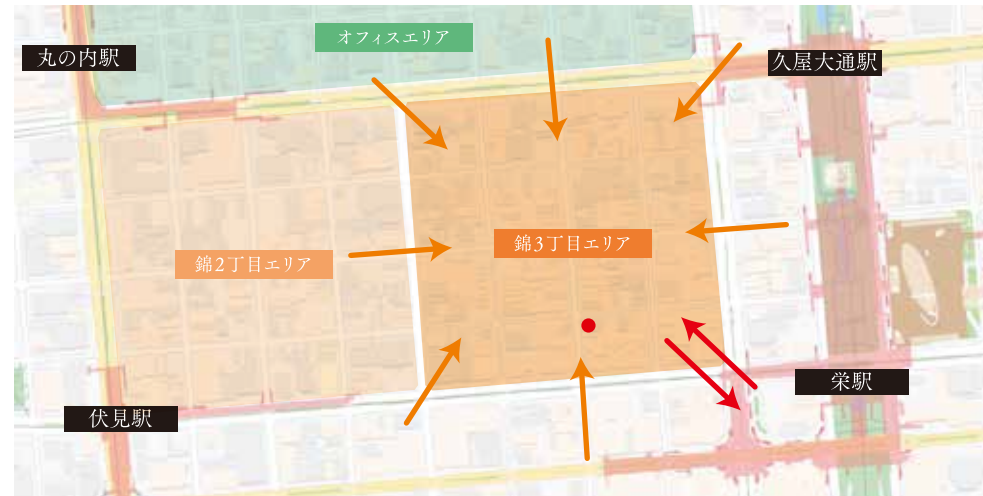 オフィスエリア
丸の内駅
久屋大通駅
錦3丁目エリア
錦2丁目エリア
栄駅
伏見駅